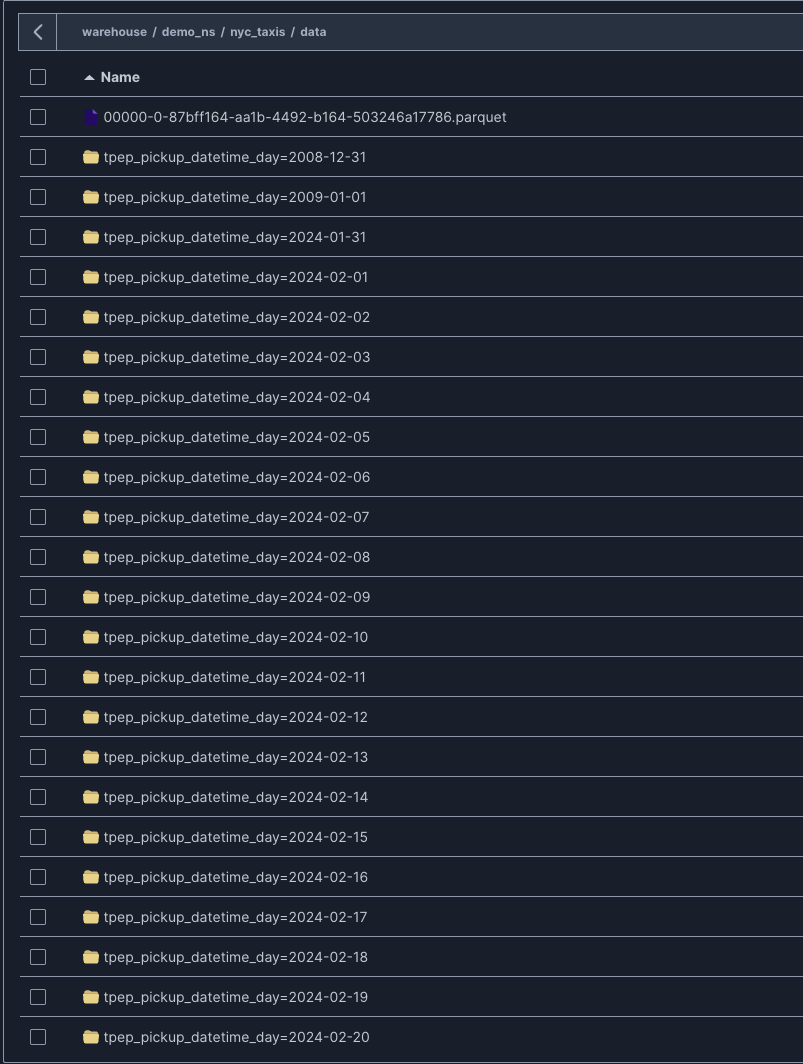 warehouse / demo_ns / nyc_taxis / data
Name
00000-0-87bff164-aa1b-4492-b164-503246a17786.parquet
tpep_pickup_datetime_day=2008-12-31
tpep_pickup_datetime_day=2009-01-01
tpep_pickup_datetime_day=2024-01-31
tpep_pickup_datetime_day=2024-02-01
tpep_pickup_datetime_day=2024-02-02
tpep_pickup_datetime_day=2024-02-03
tpep_pickup_datetime_day=2024-02-04
tpep_pickup_datetime_day=2024-02-05
tpep_pickup_datetime_day=2024-02-06
tpep_pickup_datetime_day=2024-02-07
tpep_pickup_datetime_day=2024-02-08
tpep_pickup_datetime_day=2024-02-09
tpep_pickup_datetime_day=2024-02-10
tpep_pickup_datetime_day=2024-02-11
tpep_pickup_datetime_day=2024-02-12
tpep_pickup_datetime_day=2024-02-13
tpep_pickup_datetime_day=2024-02-14
tpep_pickup_datetime_day=2024-02-15
tpep_pickup_datetime_day=2024-02-16
tpep_pickup_datetime_day=2024-02-17
tpep_pickup_datetime_day=2024-02-18
tpep_pickup_datetime_day=2024-02-19
tpep_pickup_datetime_day=2024-02-20